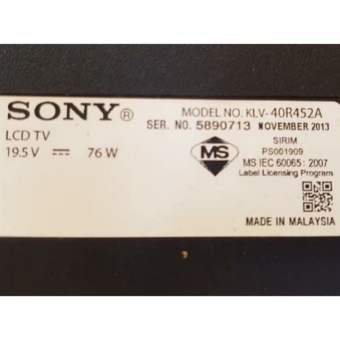 SONY®
MODEL NO. KLV-40R452A
SER. NO. 5890713 NOVEMBER 2013
LCD TV
19.5 V ⎓ 76 W
MS
SIRIM
PS001909
MS IEC 60065: 2007
Label Licensing Program
MADE IN MALAYSIA